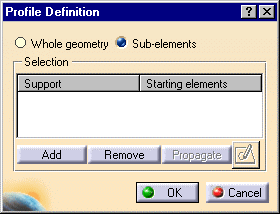 Profile Definition
Whole geometry Sub-elements
Selection
Support Starting elements
Add Remove Propagate
OK Cancel